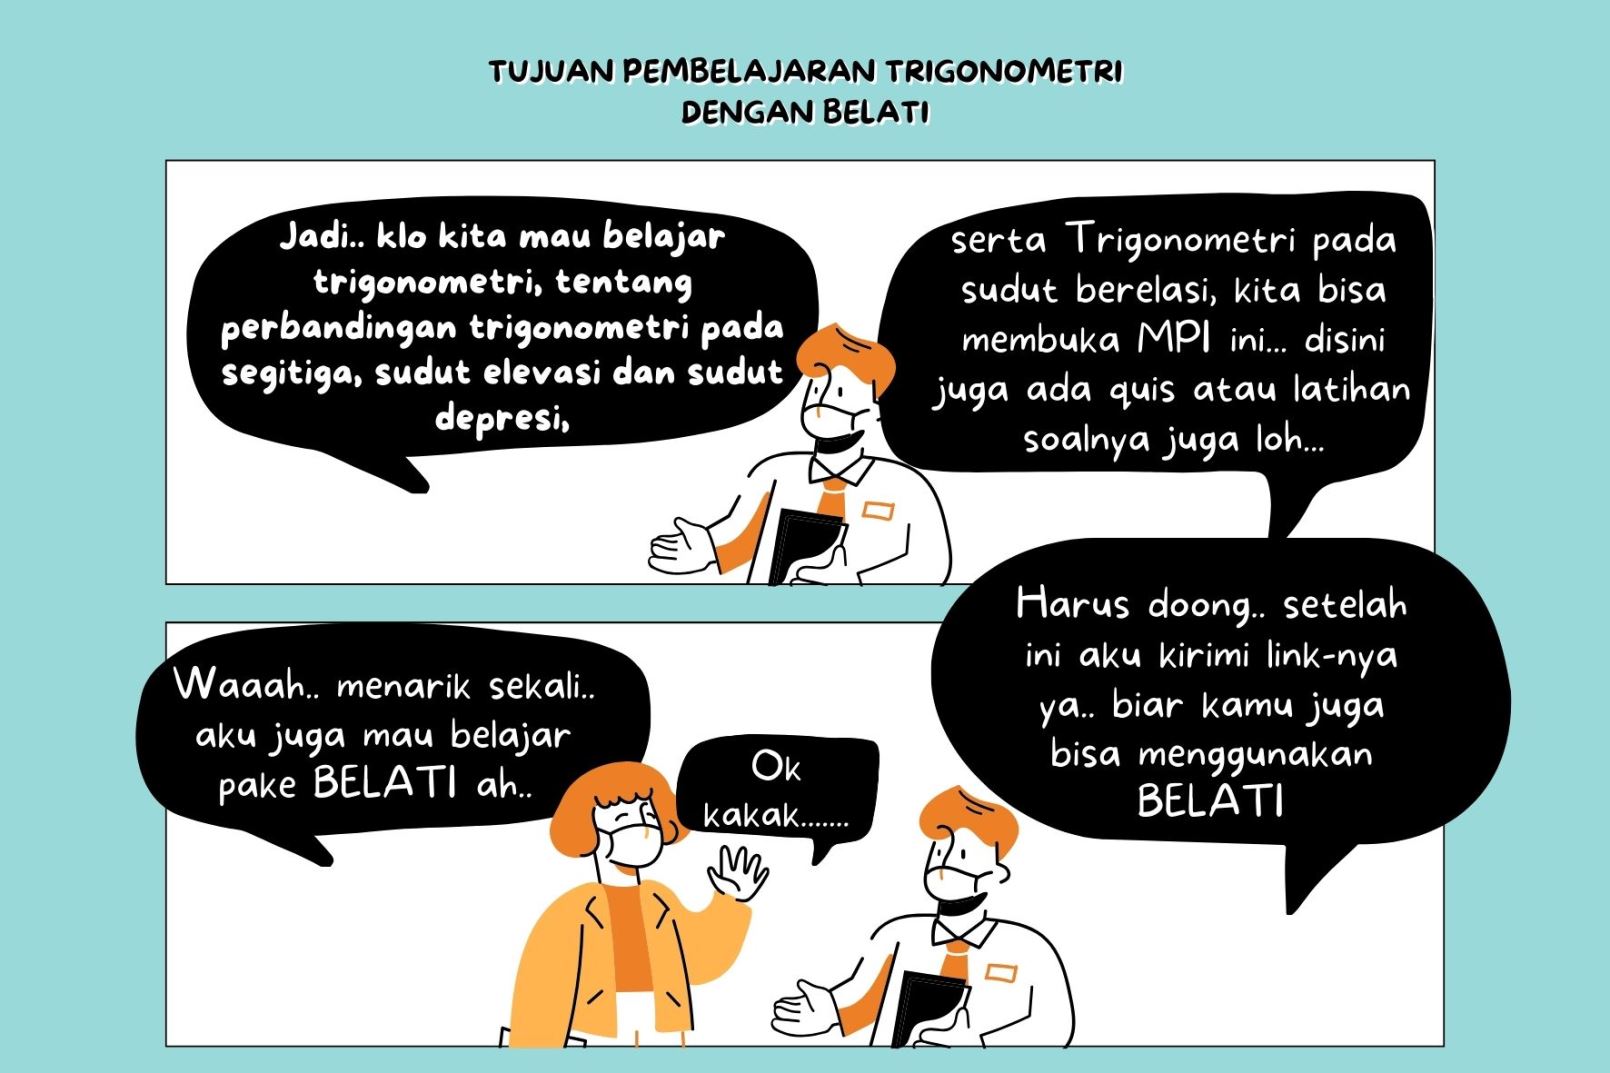 TUJUAN PEMBELAJARAN TRIGONOMETRI
DENGAN BELATI
Jadi.. klo kita mau belajar
trigonometri, tentang
perbandingan trigonometri pada
segitiga, sudut elevasi dan sudut
depresi,
serta Trigonometri pada
sudut berelasi, kita bisa
membuka MPI ini... disini
juga ada quis atau latihan
soalnya juga loh...
Waaah.. menarik sekali..
aku juga mau belajar
pake BELATI ah..
Harus doong.. setelah
ini aku kirimi link-nya
ya.. biar kamu juga
bisa menggunakan
BELATI
Ok
kakak.......